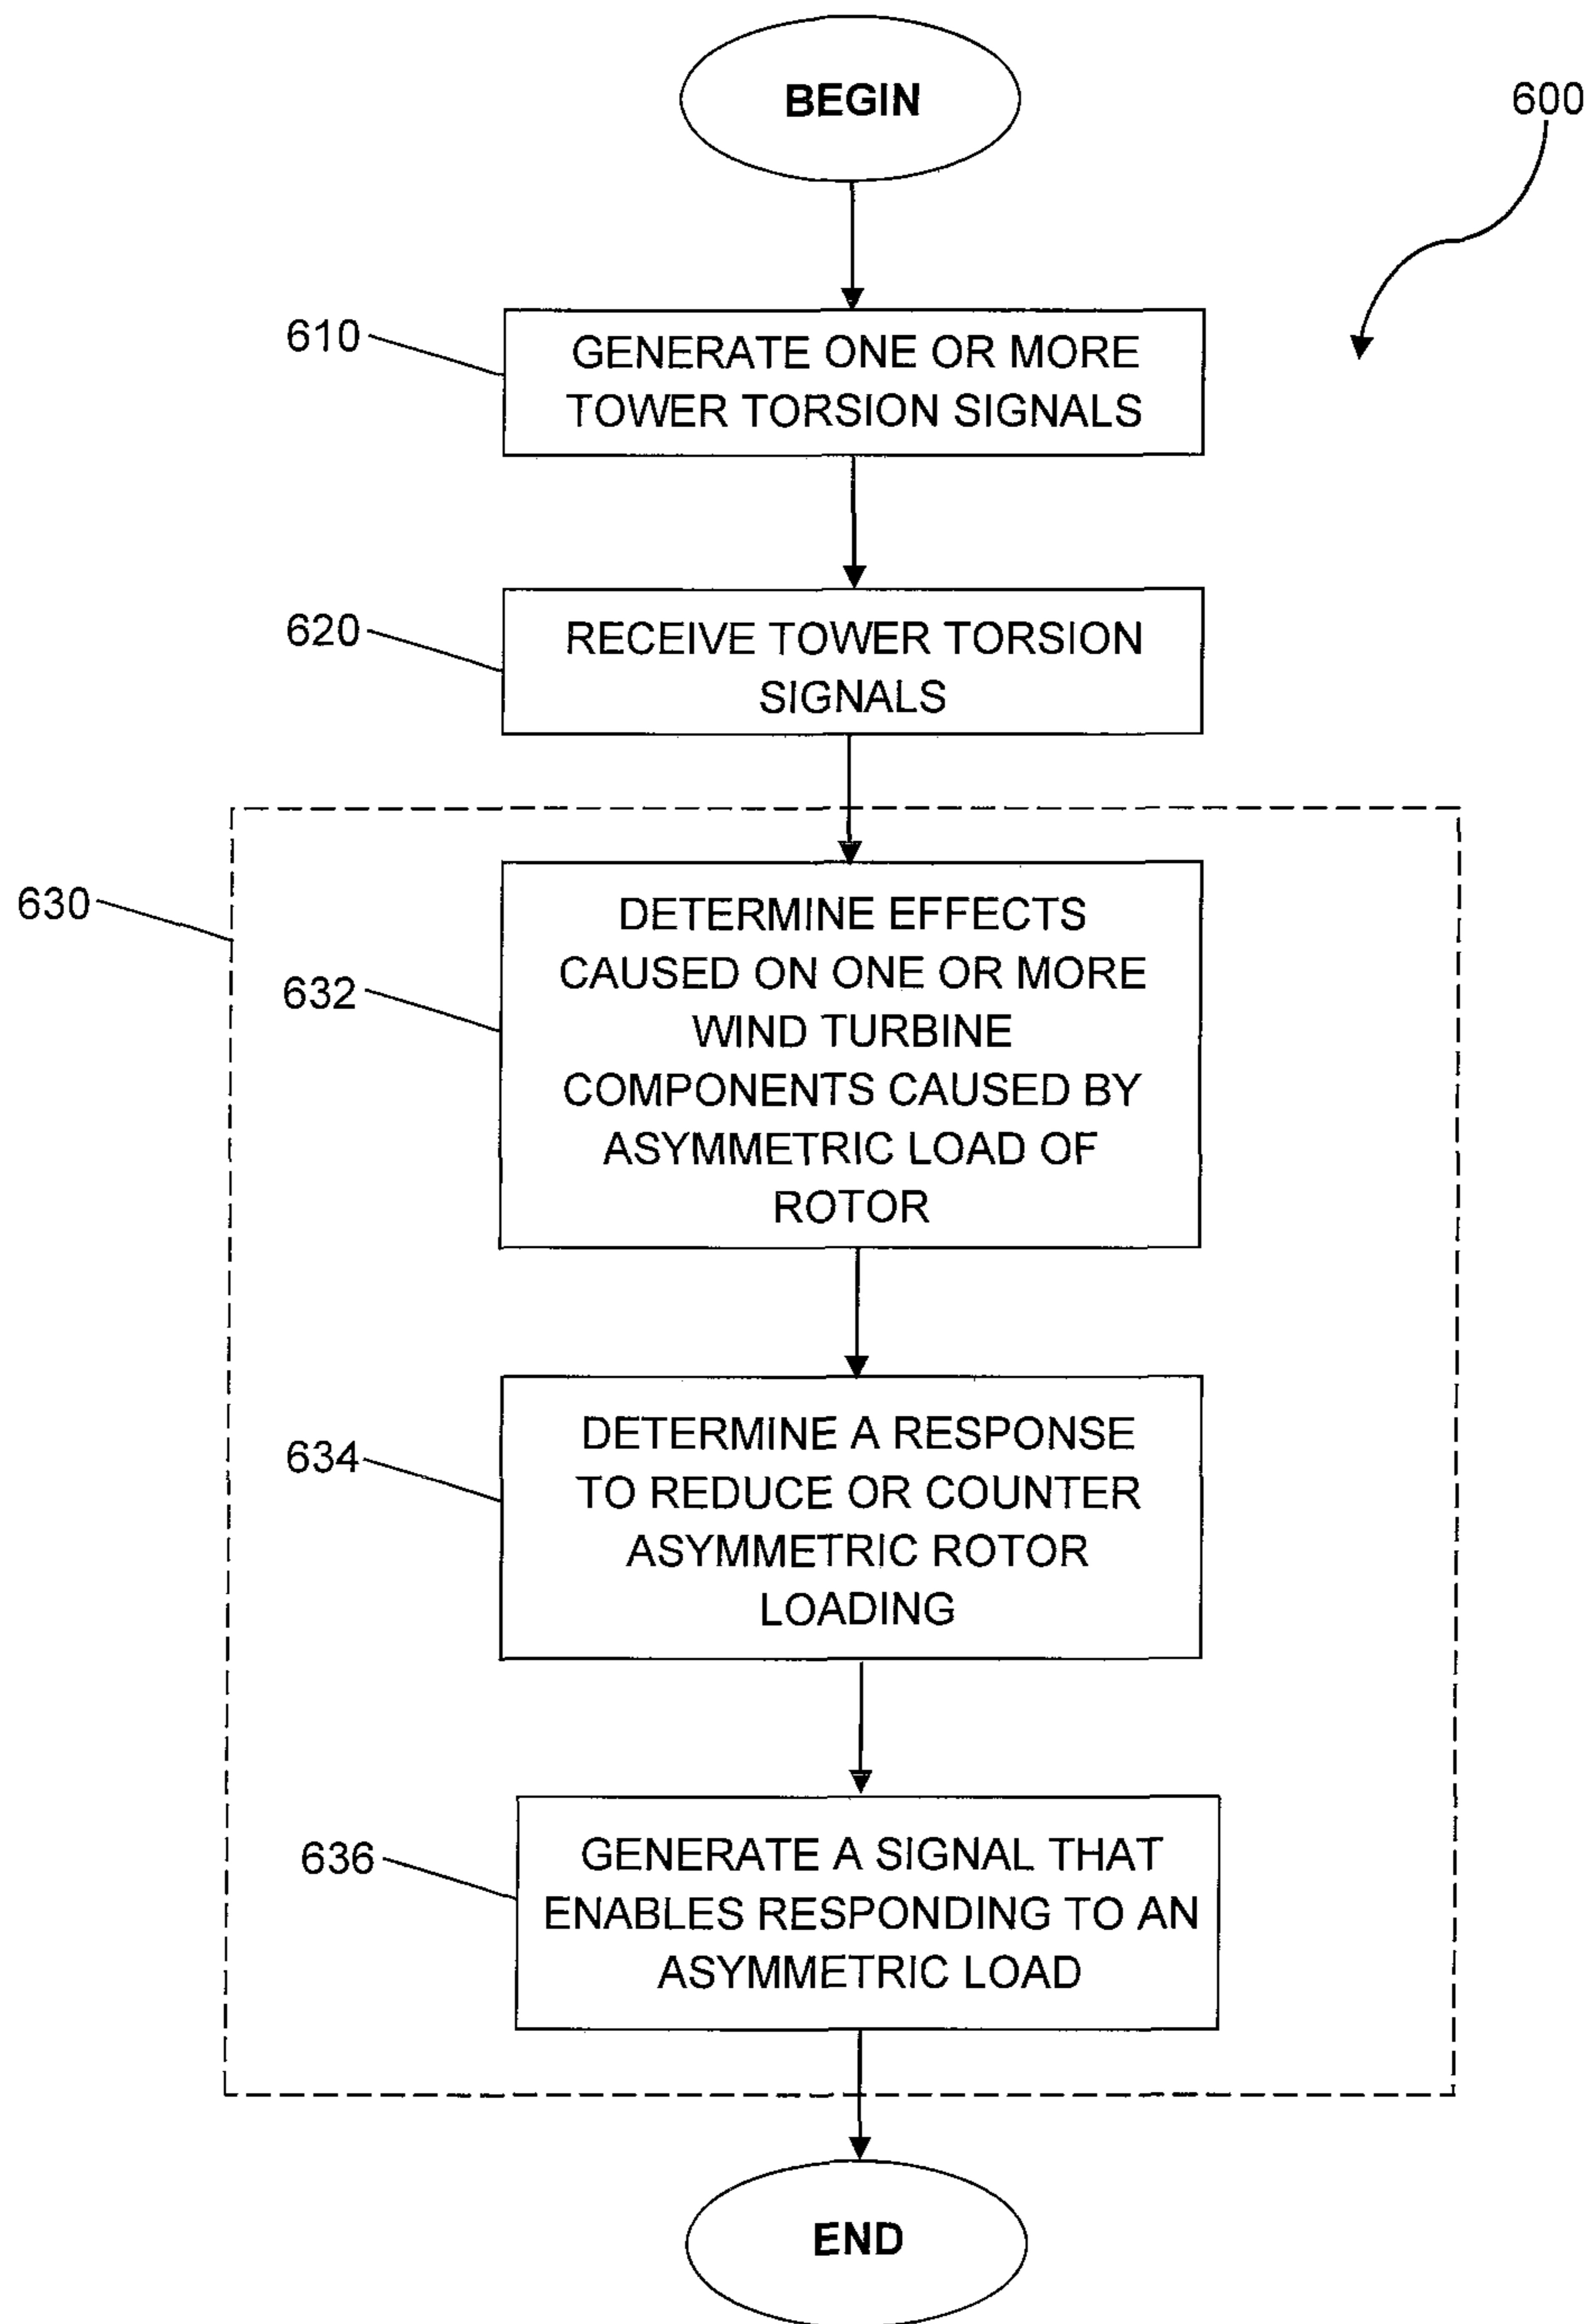 BEGIN
600
610
GENERATE ONE OR MORE
TOWER TORSION SIGNALS
620
RECEIVE TOWER TORSION
SIGNALS
630
632
DETERMINE EFFECTS
CAUSED ON ONE OR MORE
WIND TURBINE
COMPONENTS CAUSED BY
ASYMMETRIC LOAD OF
ROTOR
634
DETERMINE A RESPONSE
TO REDUCE OR COUNTER
ASYMMETRIC ROTOR
LOADING
636
GENERATE A SIGNAL THAT
ENABLES RESPONDING TO AN
ASYMMETRIC LOAD
END